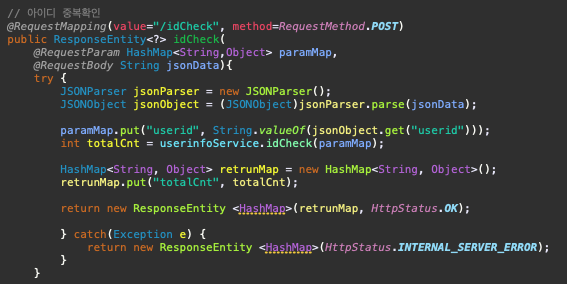 // 아이디 중복확인
@RequestMapping(value="/idCheck", method=RequestMethod.POST)
public ResponseEntity<?> idCheck(
@RequestParam HashMap<String,Object> paramMap,
@RequestBody String jsonData){
try {
JSONParser jsonParser = new JSONParser();
JSONObject jsonObject = (JSONObject)jsonParser.parse(jsonData);
paramMap.put("userid", String.valueOf(jsonObject.get("userid")));
int totalCnt = userinfoService.idCheck(paramMap);
HashMap<String, Object> retrunMap = new HashMap<String, Object>();
retrunMap.put("totalCnt", totalCnt);
return new ResponseEntity <HashMap>(retrunMap, HttpStatus.OK);
} catch(Exception e) {
return new ResponseEntity <HashMap>(HttpStatus.INTERNAL_SERVER_ERROR);
}
}